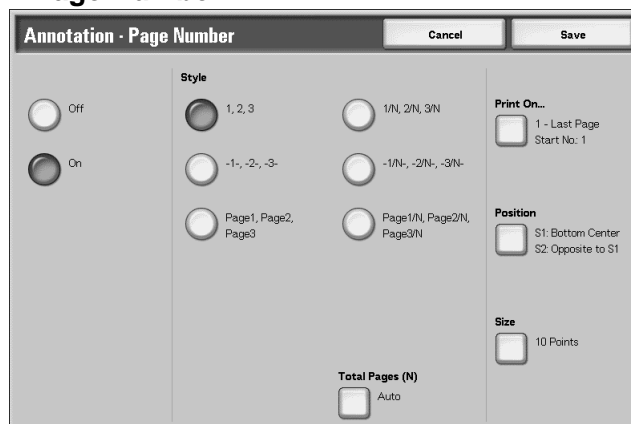 Annotation - Page Number
Cancel
Save
Off
On
Style
1, 2, 3
-1-, -2-, -3-
Page1, Page2,
Page3
1/N, 2/N, 3/N
-1/N-, -2/N-, -3/N-
Page1/N, Page2/N,
Page3/N
Total Pages (N)
Auto
Print On...
1 - Last Page
Start No.: 1
Position
S1: Bottom Center
S2: Opposite to S1
Size
10 Points